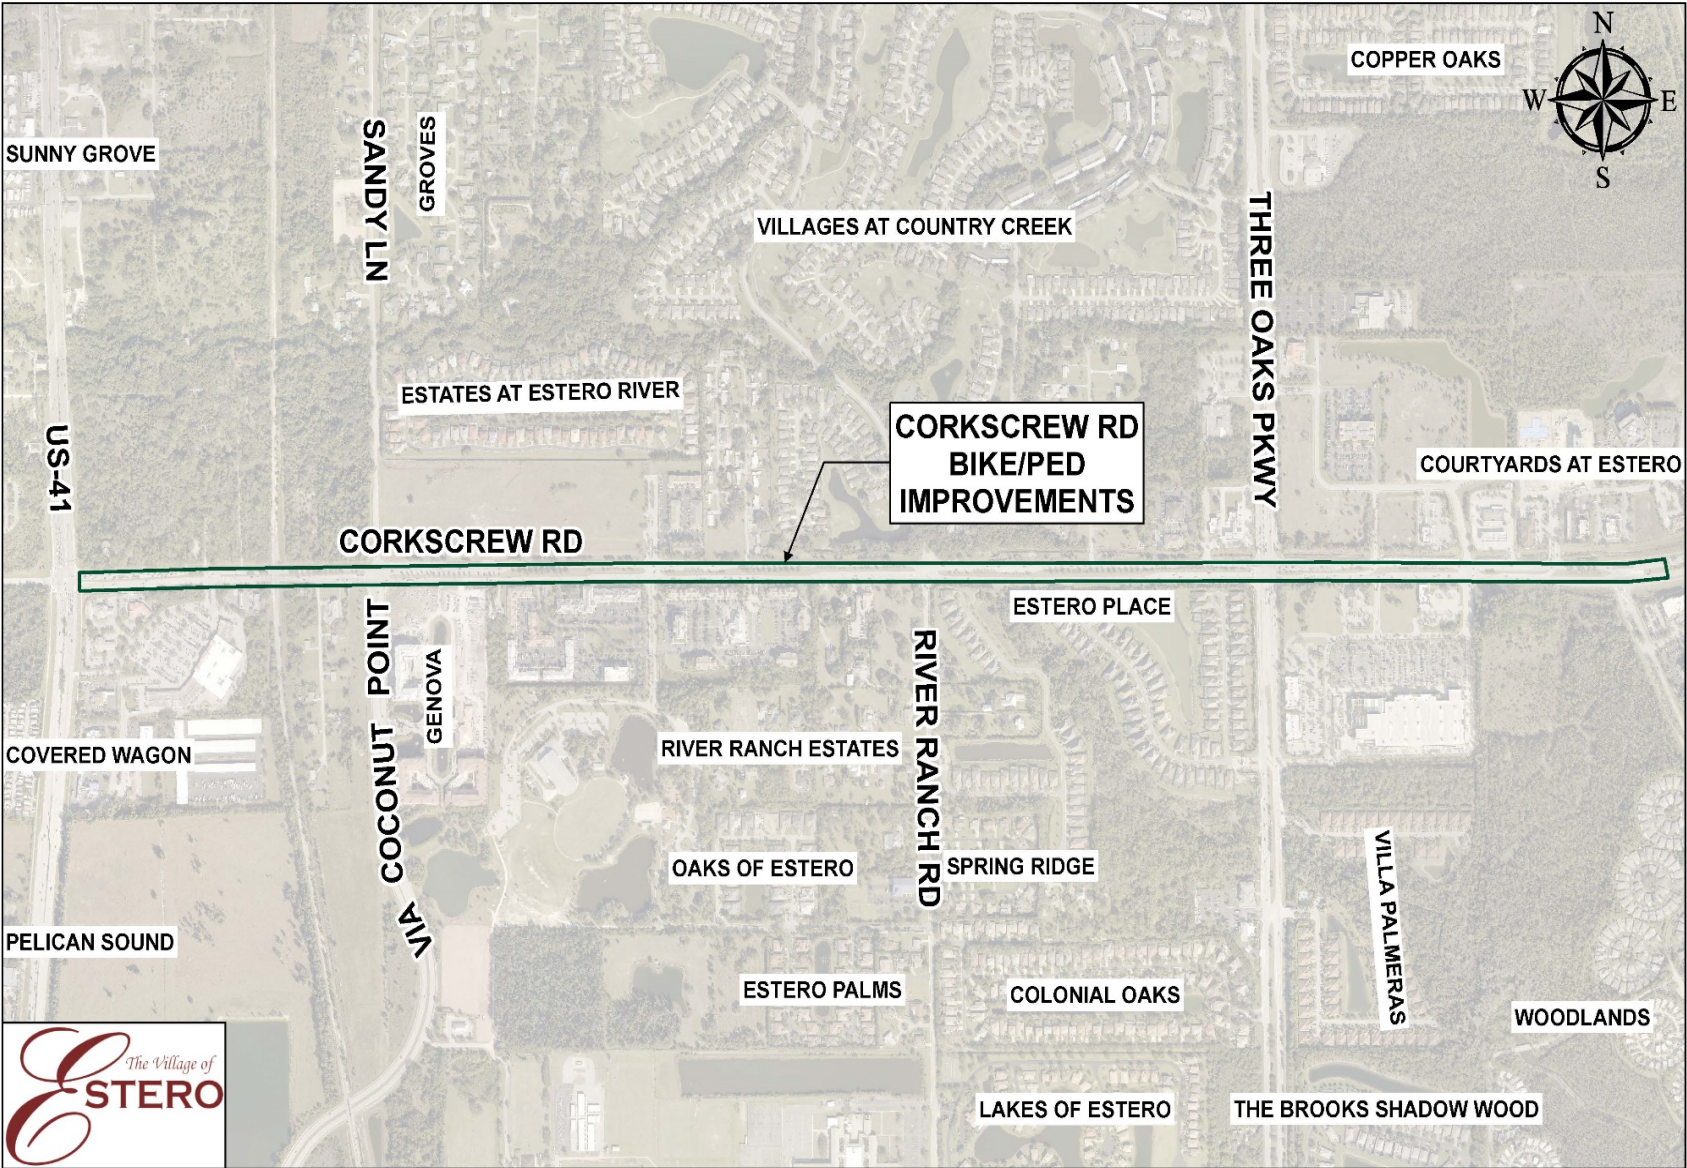 N
COPPER OAKS
W
E
S
SUNNY GROVE
SANDY LN
GROVES
VILLAGES AT COUNTRY CREEK
THREE OAKS PKWY
ESTATES AT ESTERO RIVER
US-41
CORKSCREW RD
BIKE/PED
IMPROVEMENTS
COURTYARDS AT ESTERO
CORKSCREW RD
ESTERO PLACE
VIA COCCONUT POINT
GENOVA
RIVER RANCH RD
COVERED WAGON
RIVER RANCH ESTATES
OAKS OF ESTERO
SPRING RIDGE
VILLA PALMERAS
PELICAN SOUND
ESTERO PALMS
COLONIAL OAKS
WOODLANDS
The Village of
ESTERO
LAKES OF ESTERO
THE BROOKS SHADOW WOOD